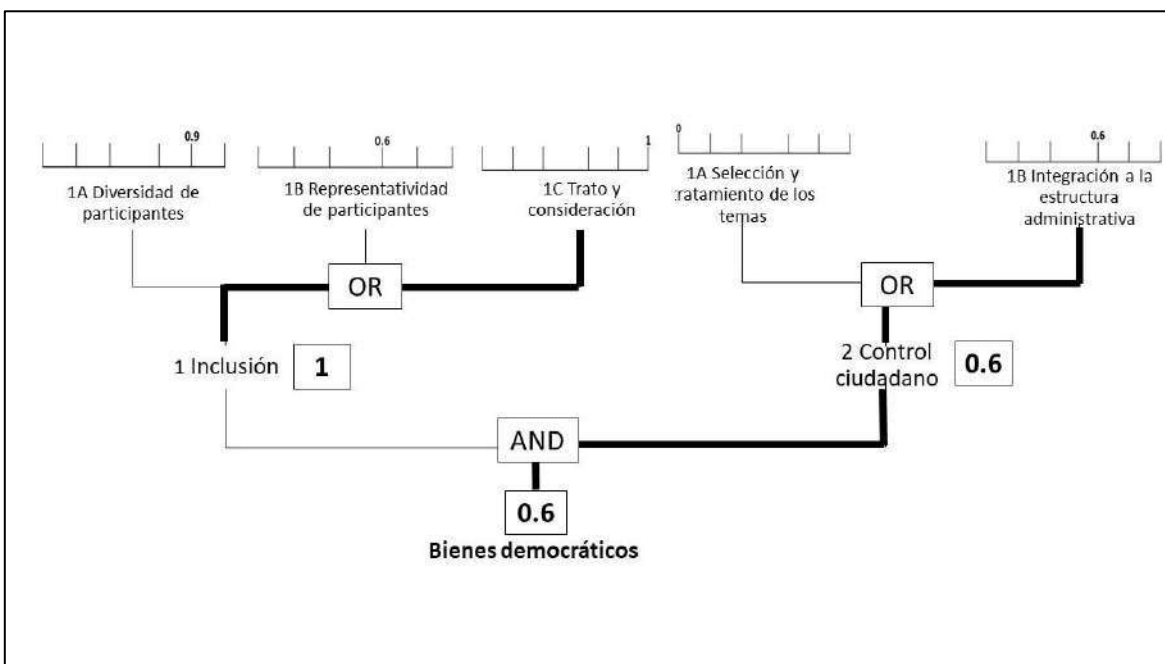 0.9
0.6
1
0
0.6
1A Diversidad de
participantes
1B Representatividad
de participantes
1C Trato y
consideración
1A Selección y
tratamiento de los
temas
1B Integración a la
estructura
administrativa
OR
OR
1 Inclusión
1
2 Control
ciudadano
0.6
AND
0.6
Bienes democráticos